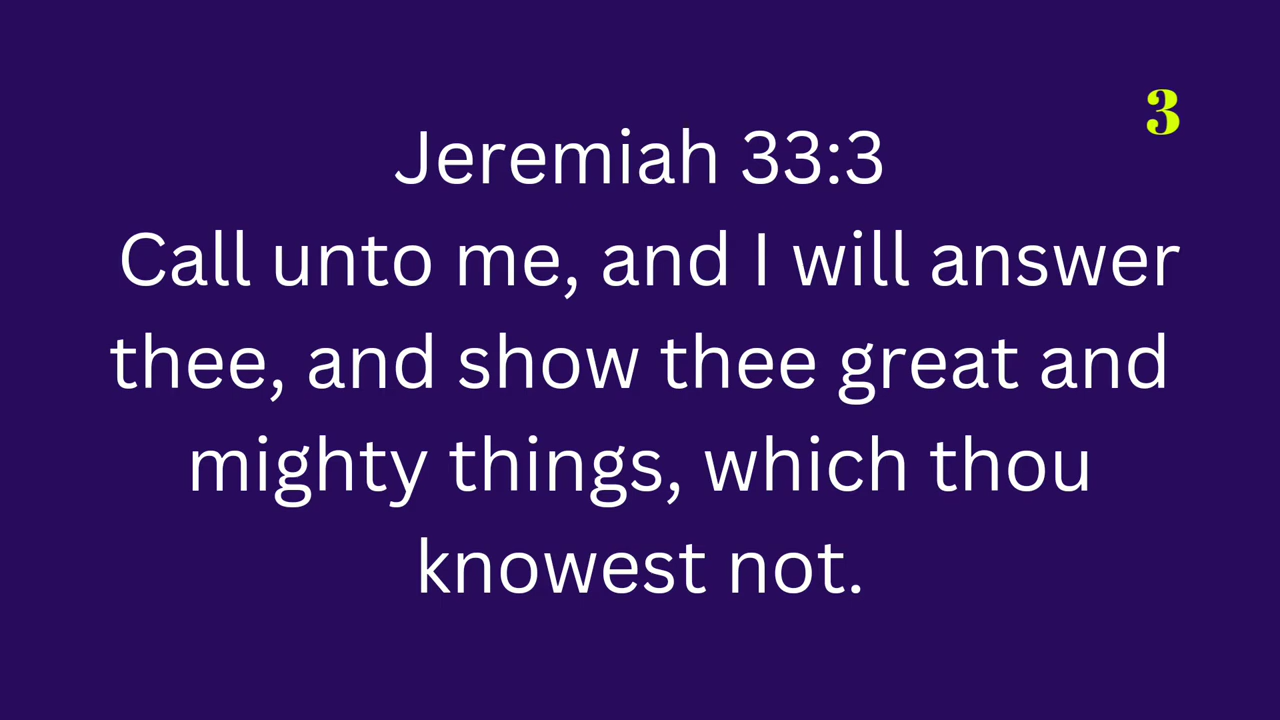 3
Jeremiah 33:3
Call unto me, and I will answer
thee, and show thee great and
mighty things, which thou
knowest not.